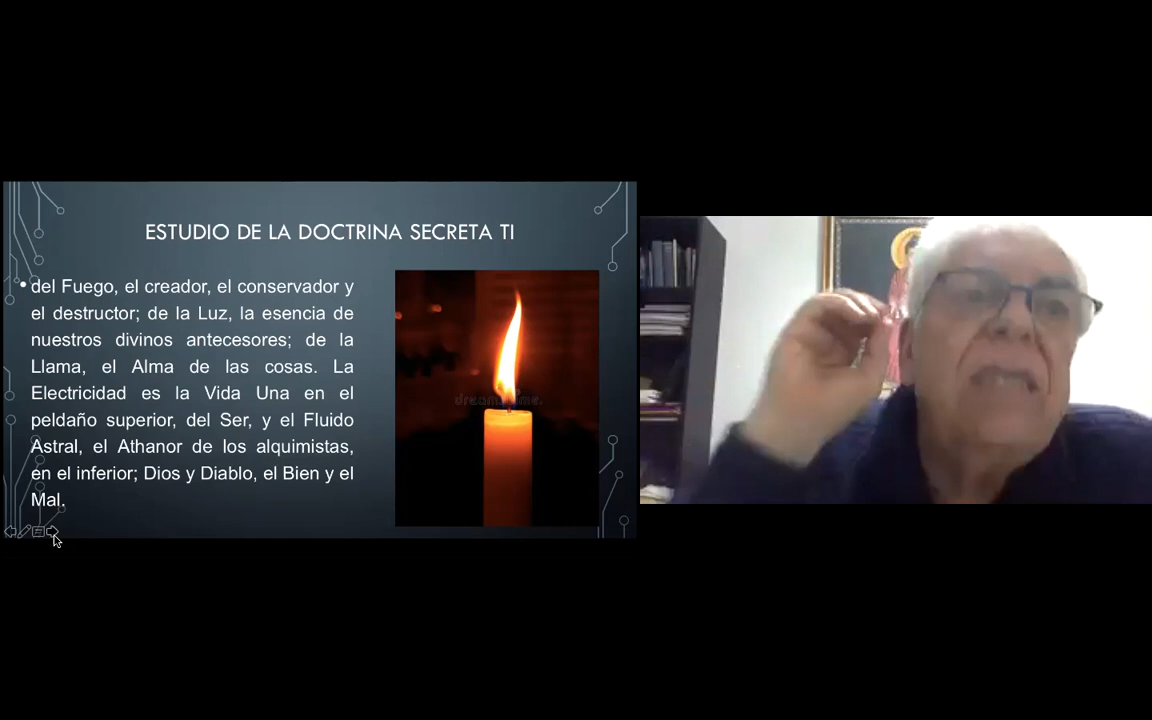 ESTUDIO DE LA DOCTRINA SECRETA TI
• del Fuego, el creador, el conservador y
el destructor; de la Luz, la esencia de
nuestros divinos antecesores; de la
Llama, el Alma de las cosas. La
Electricidad es la Vida Una en el
peldaño superior, del Ser, y el Fluido
Astral, el Athanor de los alquimistas,
en el inferior; Dios y Diablo, el Bien y el
Mal.